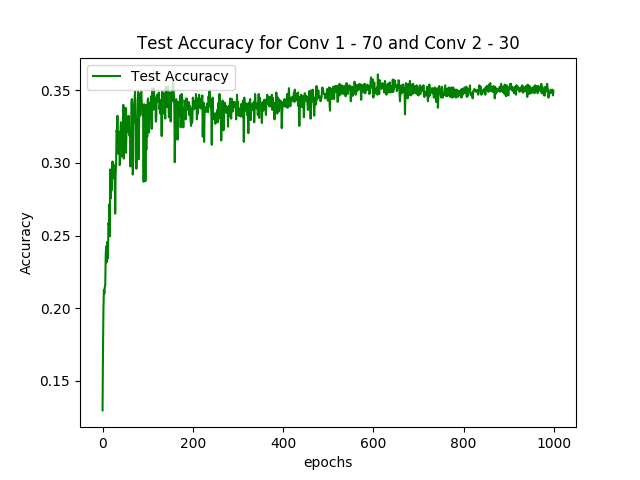 Test Accuracy for Conv 1 - 70 and Conv 2 - 30
Test Accuracy
0.35
0.30
0.25
0.20
0.15
Accuracy
0 200 400 600 800 1000
epochs